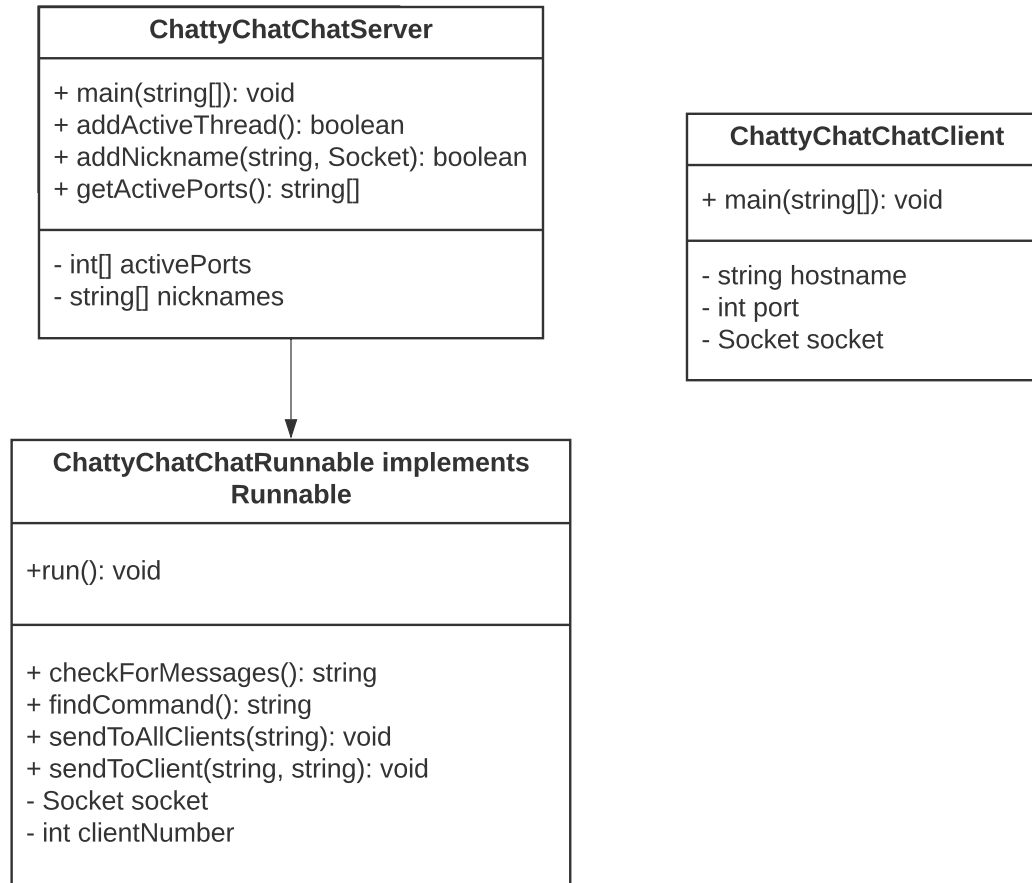 ChattyChatChatServer
+ main(string[]): void
+ addActiveThread(): boolean
+ addNickname(string, Socket): boolean
+ getActivePorts(): string[]
- int[] activePorts
- string[] nicknames
ChattyChatChatClient
+ main(string[]): void
- string hostname
- int port
- Socket socket
ChattyChatChatRunnable implements
Runnable
+run(): void
+ checkForMessages(): string
+ findCommand(): string
+ sendToAllClients(string): void
+ sendToClient(string, string): void
- Socket socket
- int clientNumber